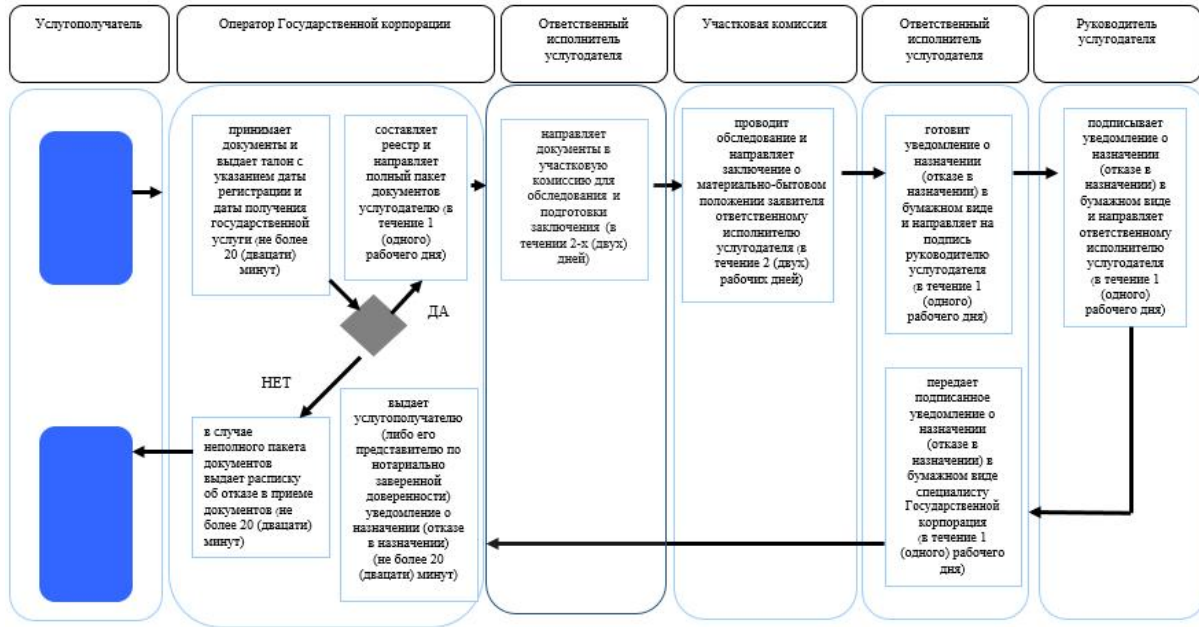 Услугополучатель
Оператор Государственной корпорации
Ответственный
исполнитель
услугодателя
Участковая комиссия
Ответственный
исполнитель
услугодателя
Руководитель
услугодателя
принимает
документы и
выдает талон с
указанием даты
регистрации и
даты получения
государственной
услуги (не более
20 (двацати)
минут)
составляет
реестр и
направляет
полный пакет
документов
услугодателю (в
течение 1
(одного)
рабочего дня)
направляет
документы в
участковую
комиссию для
обследования и
подготовки
заключения (в
течении 2-х (двух)
дней)
проводит
обследование и
направляет
заключение о
материально-бытовом
положении заявителя
ответственному
исполнителю
услугодателя (в
течение 2 (двух)
рабочих дней)
готовит
уведомление о
назначении
(отказе в
назначении) в
бумажном виде
и направляет на
подпись
руководителю
услугодателя
(в течение 1
(одного)
рабочего дня)
подписывает
уведомление о
назначении
(отказе в
назначении) в
бумажном виде
и направляет
ответственному
исполнителю
услугодателя
(в течение 1
(одного)
рабочего дня)
ДА
НЕТ
в случае
неполного пакета
документов
выдает расписку
об отказе в приеме
документов (не
более 20 (двацати)
минут)
выдает
услугополучателю
(либо его
представителю по
нотариально
заверенной
доверенности)
уведомление о
назначении (отказе
в назначении)
(не более 20
(двацати) минут)
передает
подписанное
уведомление о
назначении
(отказе в
назначении) в
бумажном виде
специалисту
Государственной
корпорация
(в течение 1
(одного) рабочего
дня)